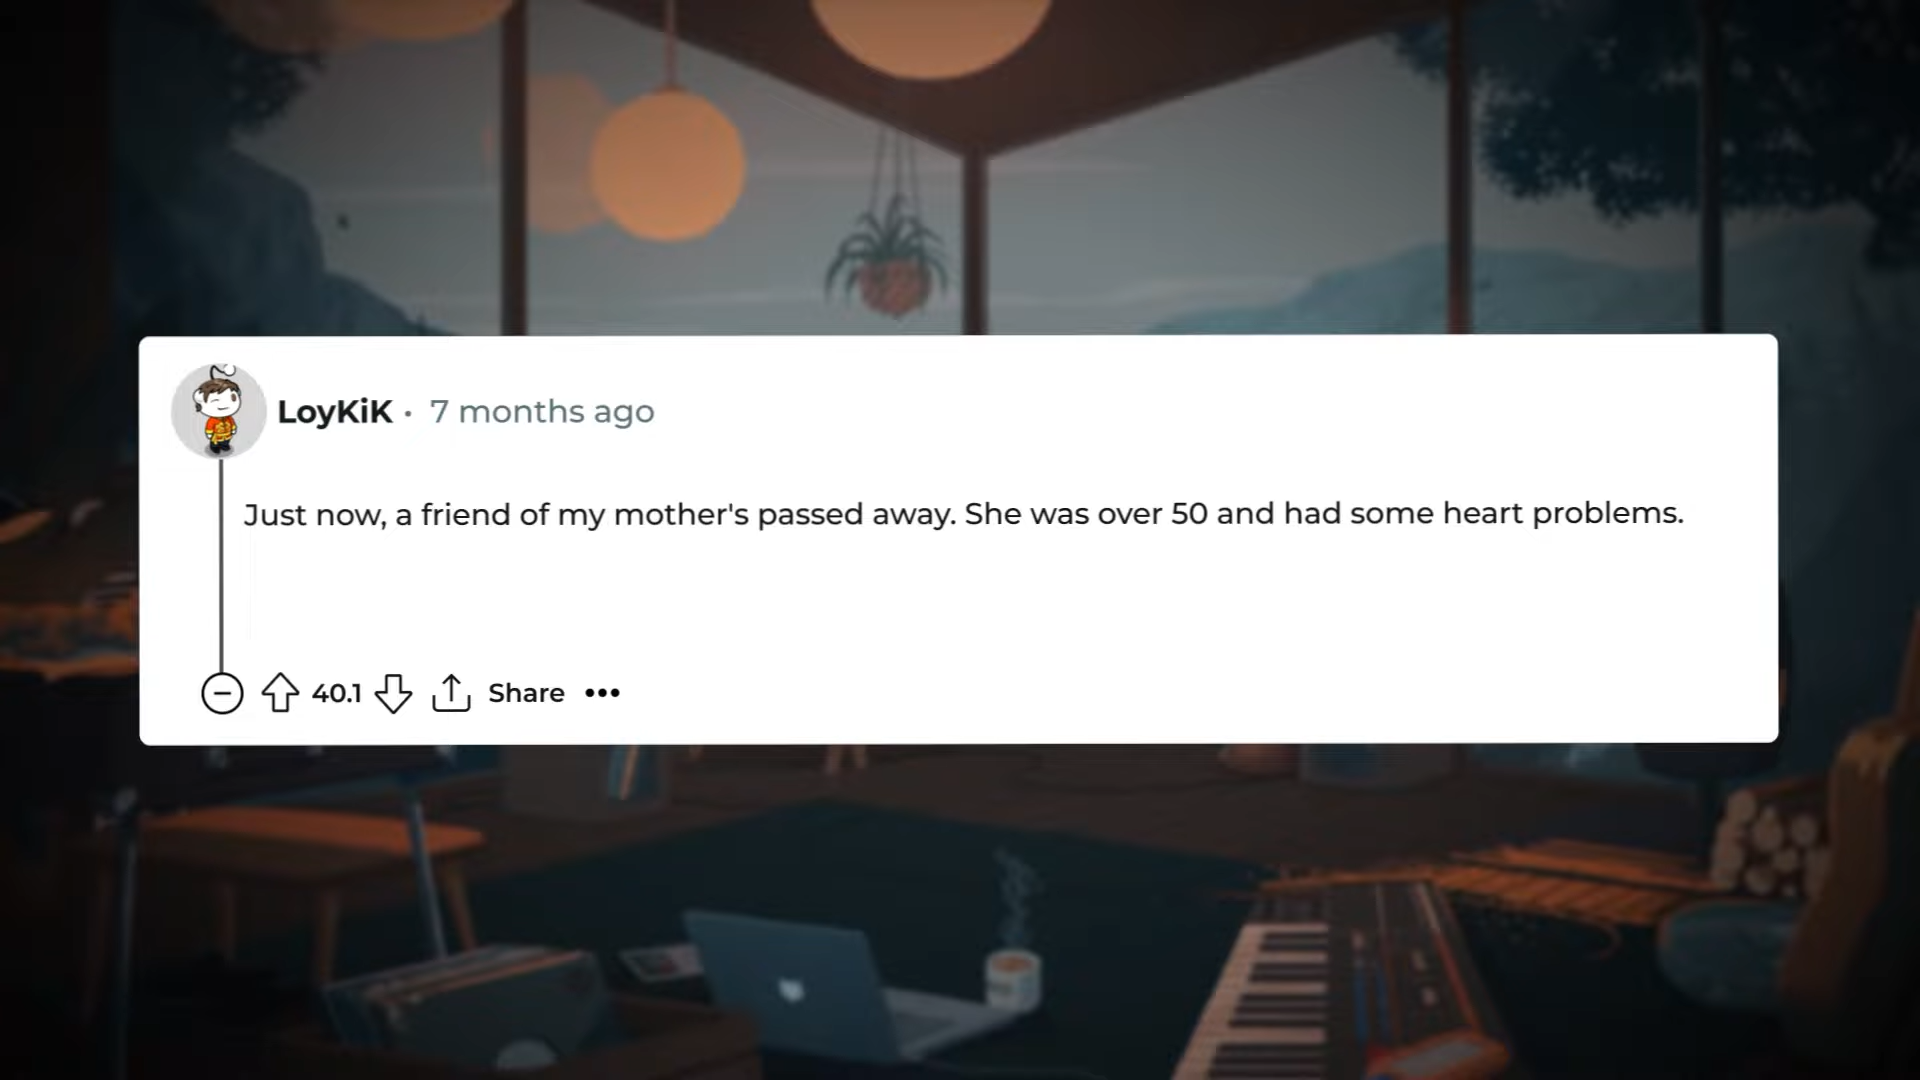 LoyKiK · 7 months ago
Just now, a friend of my mother's passed away. She was over 50 and had some heart problems.
40.1 Share •••